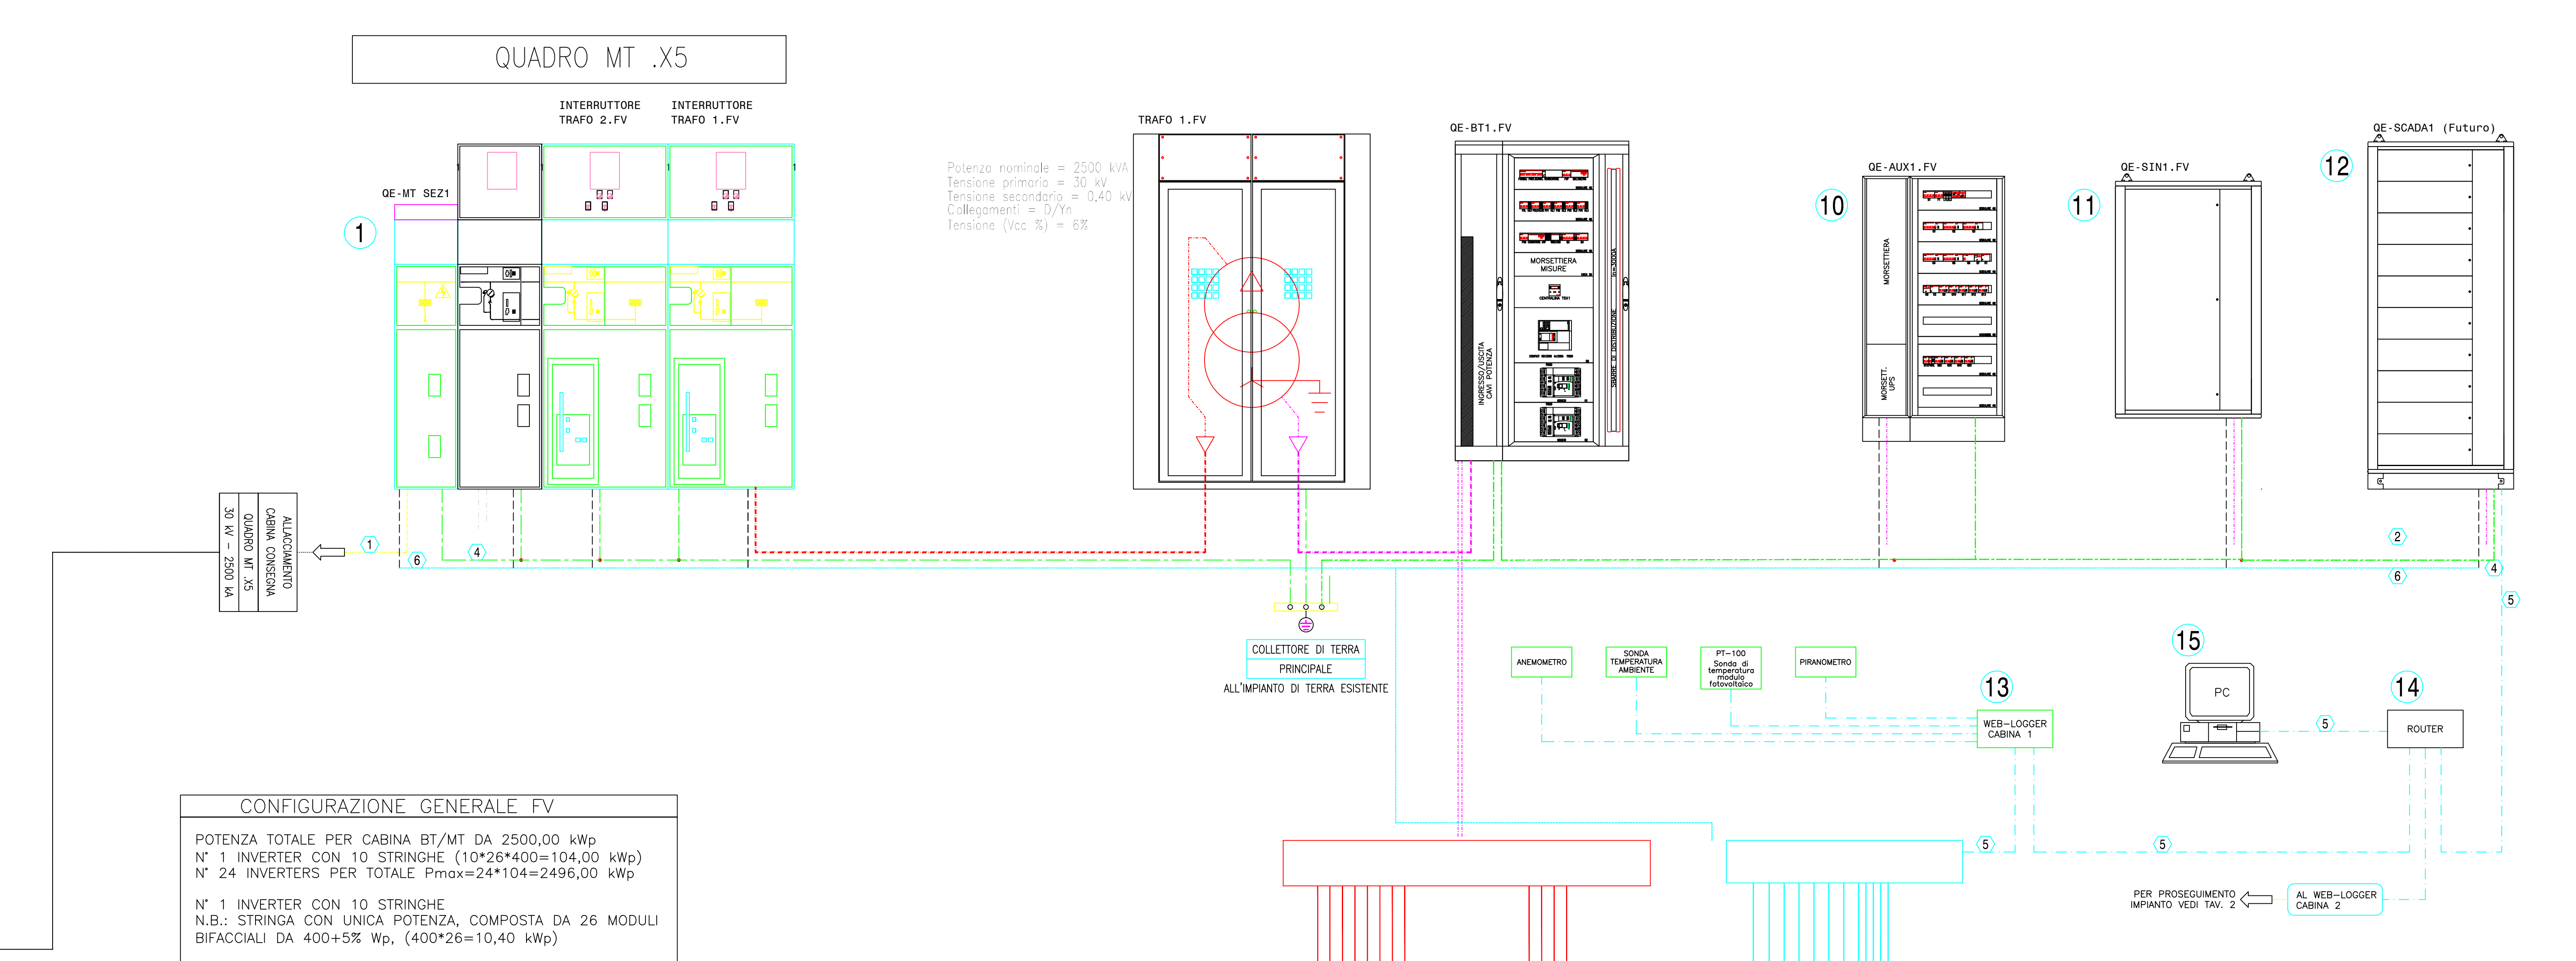 QUADRO MT .X5
INTERRUTTORE
TRAFO 2.FV
INTERRUTTORE
TRAFO 1.FV
QE-MT SEZ1
1
TRAFO 1.FV
Potenza nominale = 2500 kVA
Tensione primario = 30 kV
Tensione secondario = 0,40 kV
Collegamenti = D/Yn
Tensione (Vcc %) = 6%
QE-BT1.FV
MORSETTIERA
MISURE
CENTRALINA TSX1
INGRESSO/USCITA
CAVI POTENZA
SBARRE DI DISTRIBUZIONE
In=3000A
10
QE-AUX1.FV
MORSETTIERA
MORSETT.
UPS
11
QE-SIN1.FV
12
QE-SCADA1 (Futuro)
ALLACCIAMENTO
CABINA CONSEGNA
QUADRO MT .X5
30 kV - 2500 kA
1
6
4
2
6
4
5
COLLETTORE DI TERRA
PRINCIPALE
ALL'IMPIANTO DI TERRA ESISTENTE
ANEMOMETRO
SONDA
TEMPERATURA
AMBIENTE
PT-100
Sonda di
temperatura
modulo
fotovoltaico
PIRANOMETRO
13
WEB-LOGGER
CABINA 1
15
PC
5
14
ROUTER
5
5
PER PROSEGUIMENTO
IMPIANTO VEDI TAV. 2
AL WEB-LOGGER
CABINA 2
CONFIGURAZIONE GENERALE FV
POTENZA TOTALE PER CABINA BT/MT DA 2500,00 kWp
N° 1 INVERTER CON 10 STRINGHE (10*26*400=104,00 kWp)
N° 24 INVERTERS PER TOTALE Pmax=24*104=2496,00 kWp
N° 1 INVERTER CON 10 STRINGHE
N.B.: STRINGA CON UNICA POTENZA, COMPOSTA DA 26 MODULI
BIFACCIALI DA 400+5% Wp, (400*26=10,40 kWp)